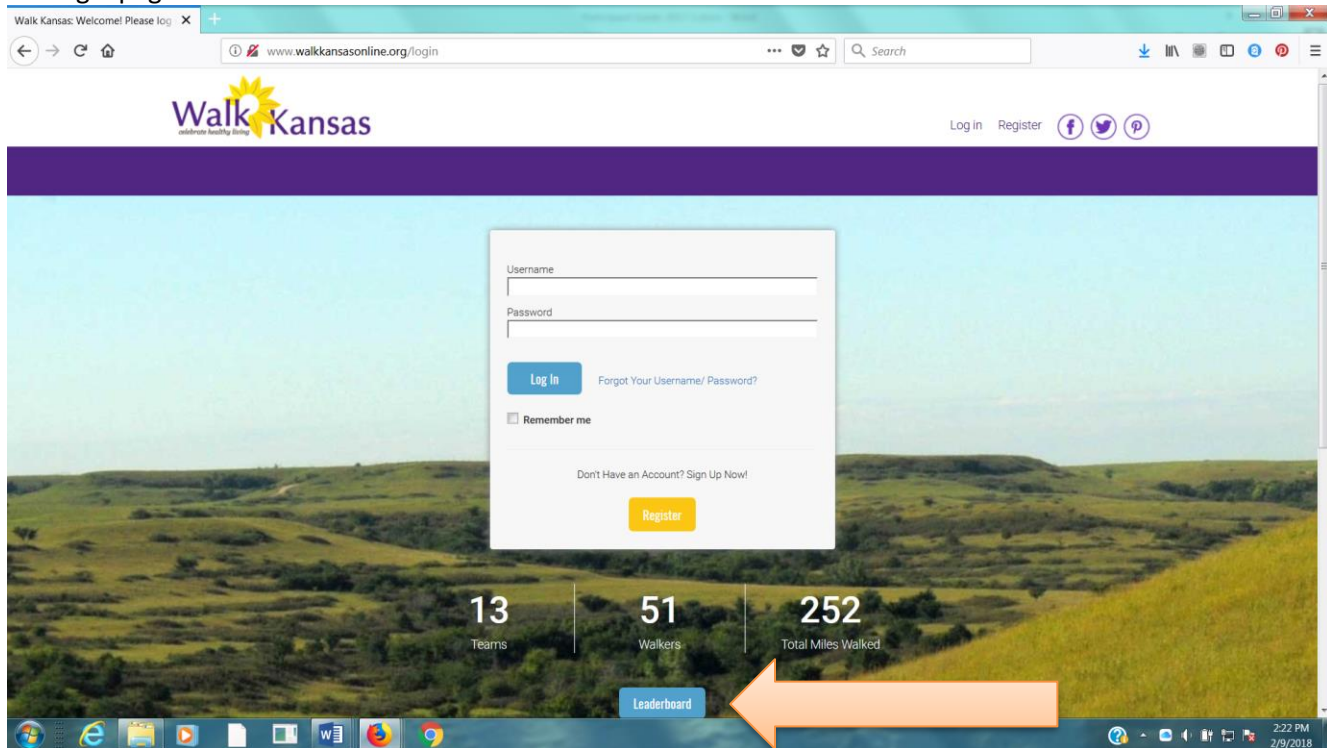 Walk Kansas: Welcome! Please log
www.walkkansasonline.org/login
Search
Walk Kansas
celebrate healthy living
Log in Register
Username
Password
Log In Forgot Your Username/ Password?
Remember me
Don't Have an Account? Sign Up Now!
Register
13 51 252
Teams Walkers Total Miles Walked
Leaderboard
2:22 PM
2/9/2018